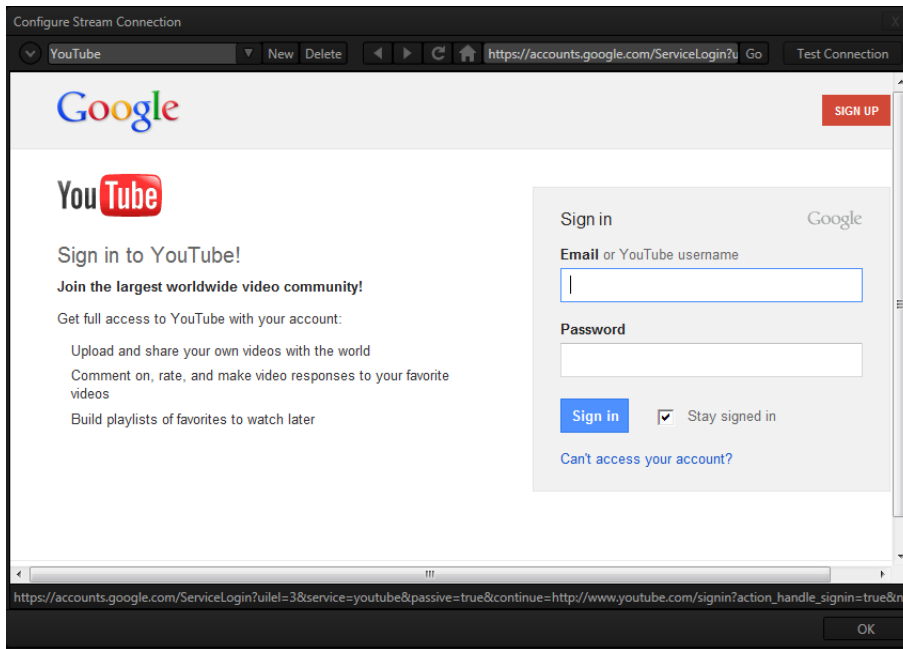 Configure Stream Connection
X
YouTube New Delete https://accounts.google.com/ServiceLogin?u Go Test Connection
Google
SIGN UP
YouTube
Sign in to YouTube!
Join the largest worldwide video community!
Get full access to YouTube with your account:
Upload and share your own videos with the world
Comment on, rate, and make video responses to your favorite
videos
Build playlists of favorites to watch later
Sign in Google
Email or YouTube username
Password
Sign in Stay signed in
Can't access your account?
https://accounts.google.com/ServiceLogin?uilel=3&service=youtube&passive=true&continue=http://www.youtube.com/signin?action_handle_signin=true&n
OK